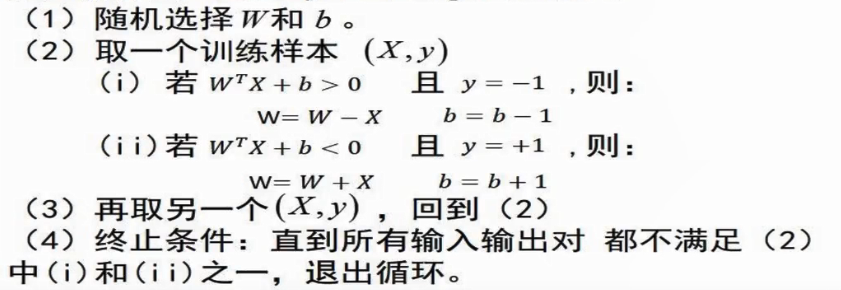 （1）随机选择W和 b 。
（2）取一个训练样本 (X,y)
（i）若 WᵀX + b > 0 且 y = −1 ,则：
W= W − X b = b − 1
（ii)若 WᵀX + b < 0 且 y = +1 ,则：
W= W + X b = b + 1
（3）再取另一个(X,y) ，回到（2）
（4）终止条件：直到所有输入输出对 都不满足（2）
中(i)和(ii)之一，退出循环。